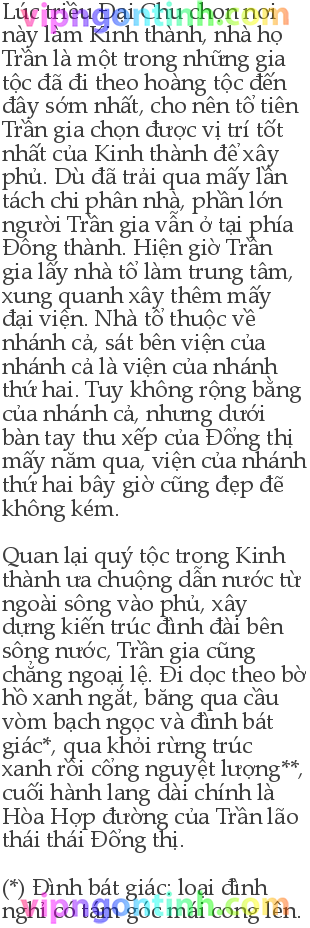 vipngontinh.com
Lúc triều Đại Chu chọn nơi
này làm Kinh thành, nhà họ
Trần là một trong những gia
tộc đã đi theo hoàng tộc đến
đây sớm nhất, cho nên tổ tiên
Trần gia chọn được vị trí tốt
nhất của Kinh thành để xây
phủ. Dù đã trải qua mấy lần
tách chi phân nhà, phần lớn
người Trần gia vẫn ở tại phía
Đông thành. Hiện giờ Trần
gia lấy nhà tổ làm trung tâm,
xung quanh xây thêm mấy
đại viện. Nhà tổ thuộc về
nhánh cả, sát bên viện của
nhánh cả là viện của nhánh
thứ hai. Tuy không rộng bằng
của nhánh cả, nhưng dưới
bàn tay thu xếp của Đổng thị
mấy năm qua, viện của nhánh
thứ hai bây giờ cũng đẹp đẽ
không kém.
Quan lại quý tộc trong Kinh
thành ưa chuộng dẫn nước từ
ngoài sông vào phủ, xây
dựng kiến trúc đình đài bên
sông nước, Trần gia cũng
chẳng ngoại lệ. Đi dọc theo bờ
hồ xanh ngắt, băng qua cầu
vòm bạch ngọc và đình bát
giác*, qua khỏi rừng trúc
xanh rồi cổng nguyệt lượng**,
cuối hành lang dài chính là
Hòa Hợp đường của Trần lão
thái thái Đổng thị.
(*) Đình bát giác: loại đình
nghỉ có tám góc mái cong lên.
vipngontinh.com